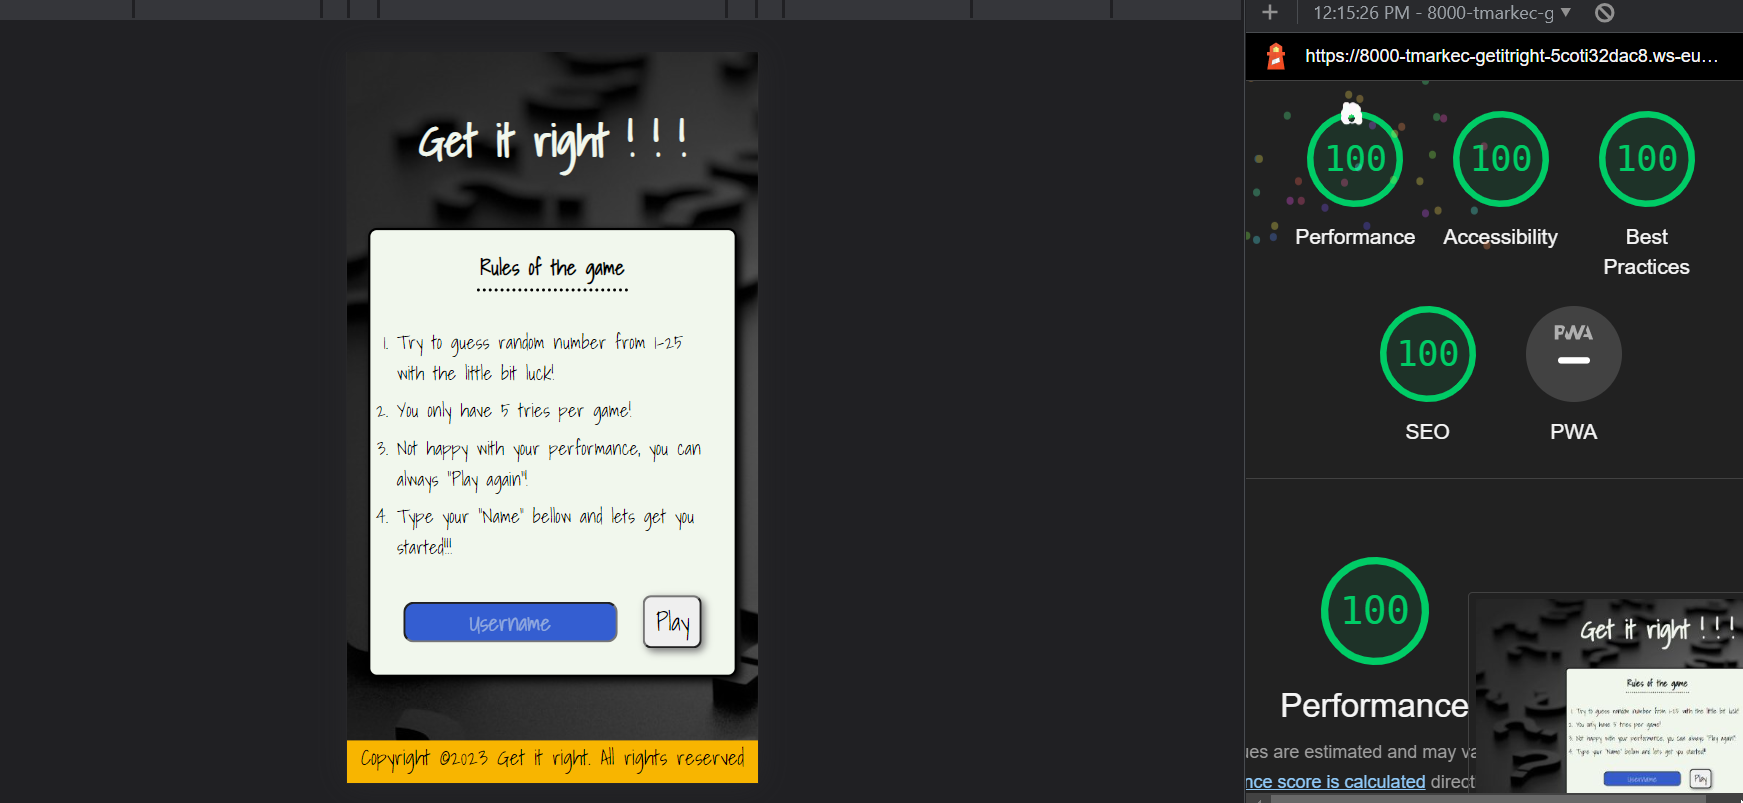 12:15:26 PM - 8000-tmarkec-g
https://8000-tmarkec-getitright-5coti32dac8.ws-eu…
Get it right ! ! !
Rules of the game
1. Try to guess random number from 1-25
with the little bit luck!
2. You only have 5 tries per game!
3. Not happy with your performance, you can
always "Play again"!
4. Type your "Name" bellow and lets get you
started!!!
Username
Play
Copyright ©2023 Get it right. All rights reserved
100
100
100
Performance
Accessibility
Best
Practices
100
PWA
SEO
PWA
100
Performance
ues are estimated and may va
nce score is calculated direct
Get it right ! ! !
Rules of the game
1. Try to guess random number from 1-25 with the little bit luck!
2. You only have 5 tries per game!
3. Not happy with your performance, you can always "Play again"!
4. Type your "Name" bellow and lets get you started!!!
Username
Play